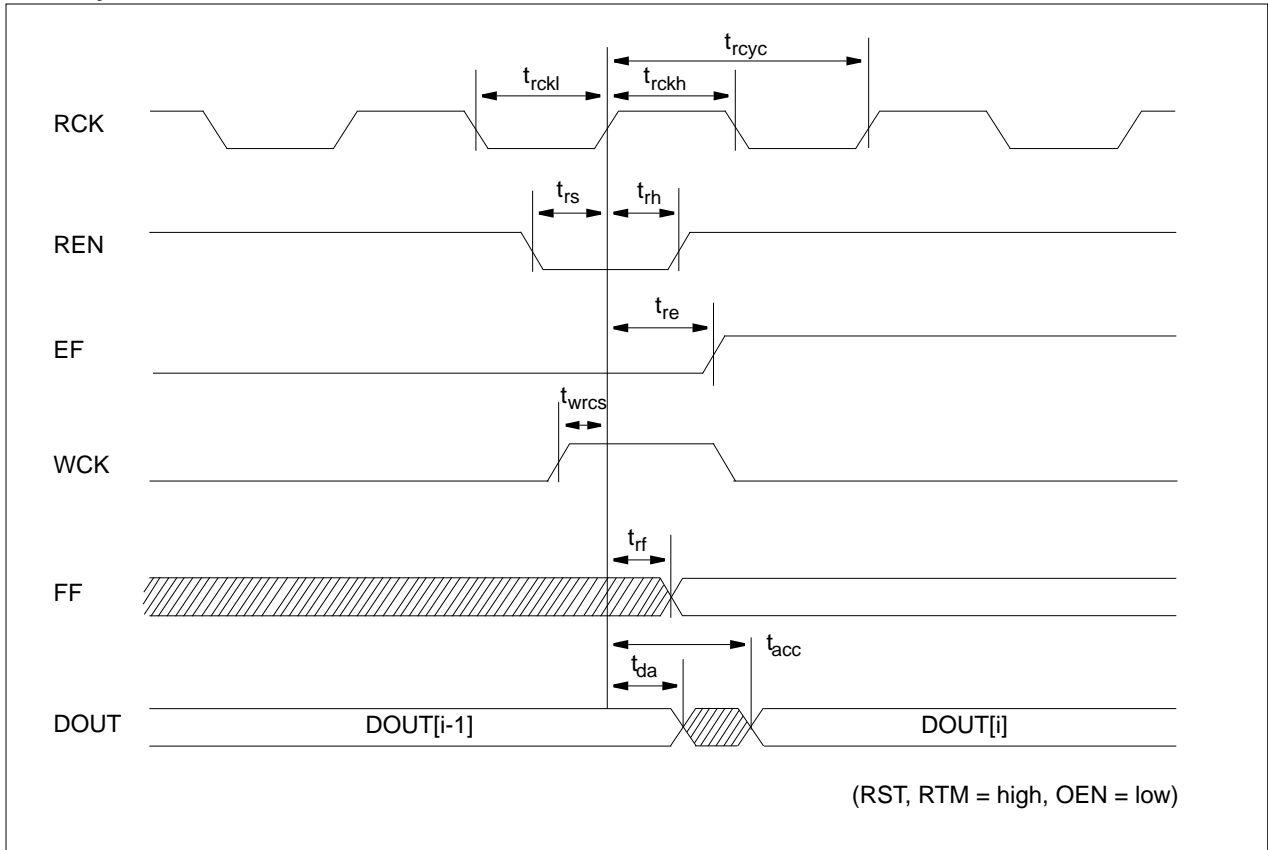 t_rcyc
t_rckl
t_rckh
RCK
t_rs
t_rh
REN
t_re
EF
t_wrcs
WCK
t_rf
FF
t_acc
t_da
DOUT
DOUT[i-1]
DOUT[i]
(RST, RTM = high, OEN = low)